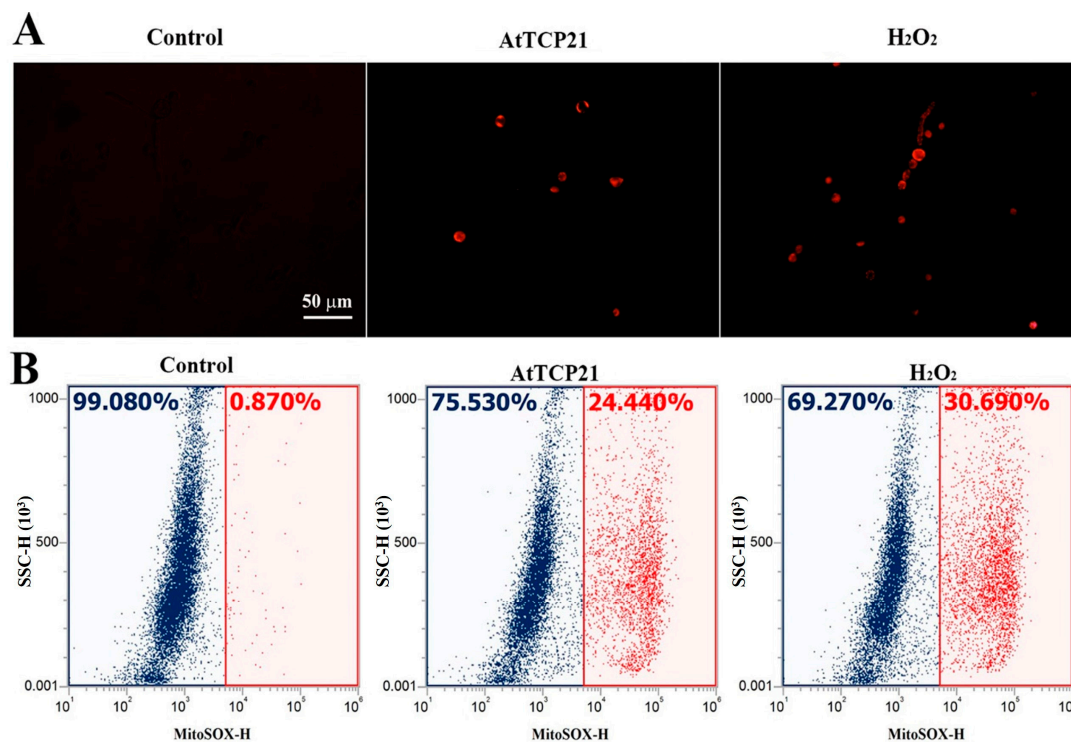 A
Control AtTCP21 H₂O₂
50 μm
B
Control AtTCP21 H₂O₂
99.080% 0.870%
75.530% 24.440%
69.270% 30.690%
SSC-H (10³)
1000
500
0.001
10¹ 10² 10³ 10⁴ 10⁵ 10⁶
MitoSOX-H
SSC-H (10³)
1000
500
0.001
10¹ 10² 10³ 10⁴ 10⁵ 10⁶
MitoSOX-H
SSC-H (10³)
1000
500
0.001
10¹ 10² 10³ 10⁴ 10⁵ 10⁶
MitoSOX-H